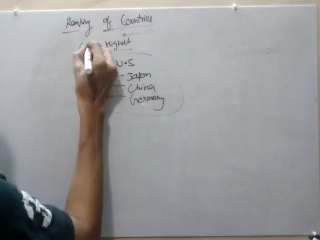 Ranking of Countries
Highest
U.S
- Japan
- China
- Germany